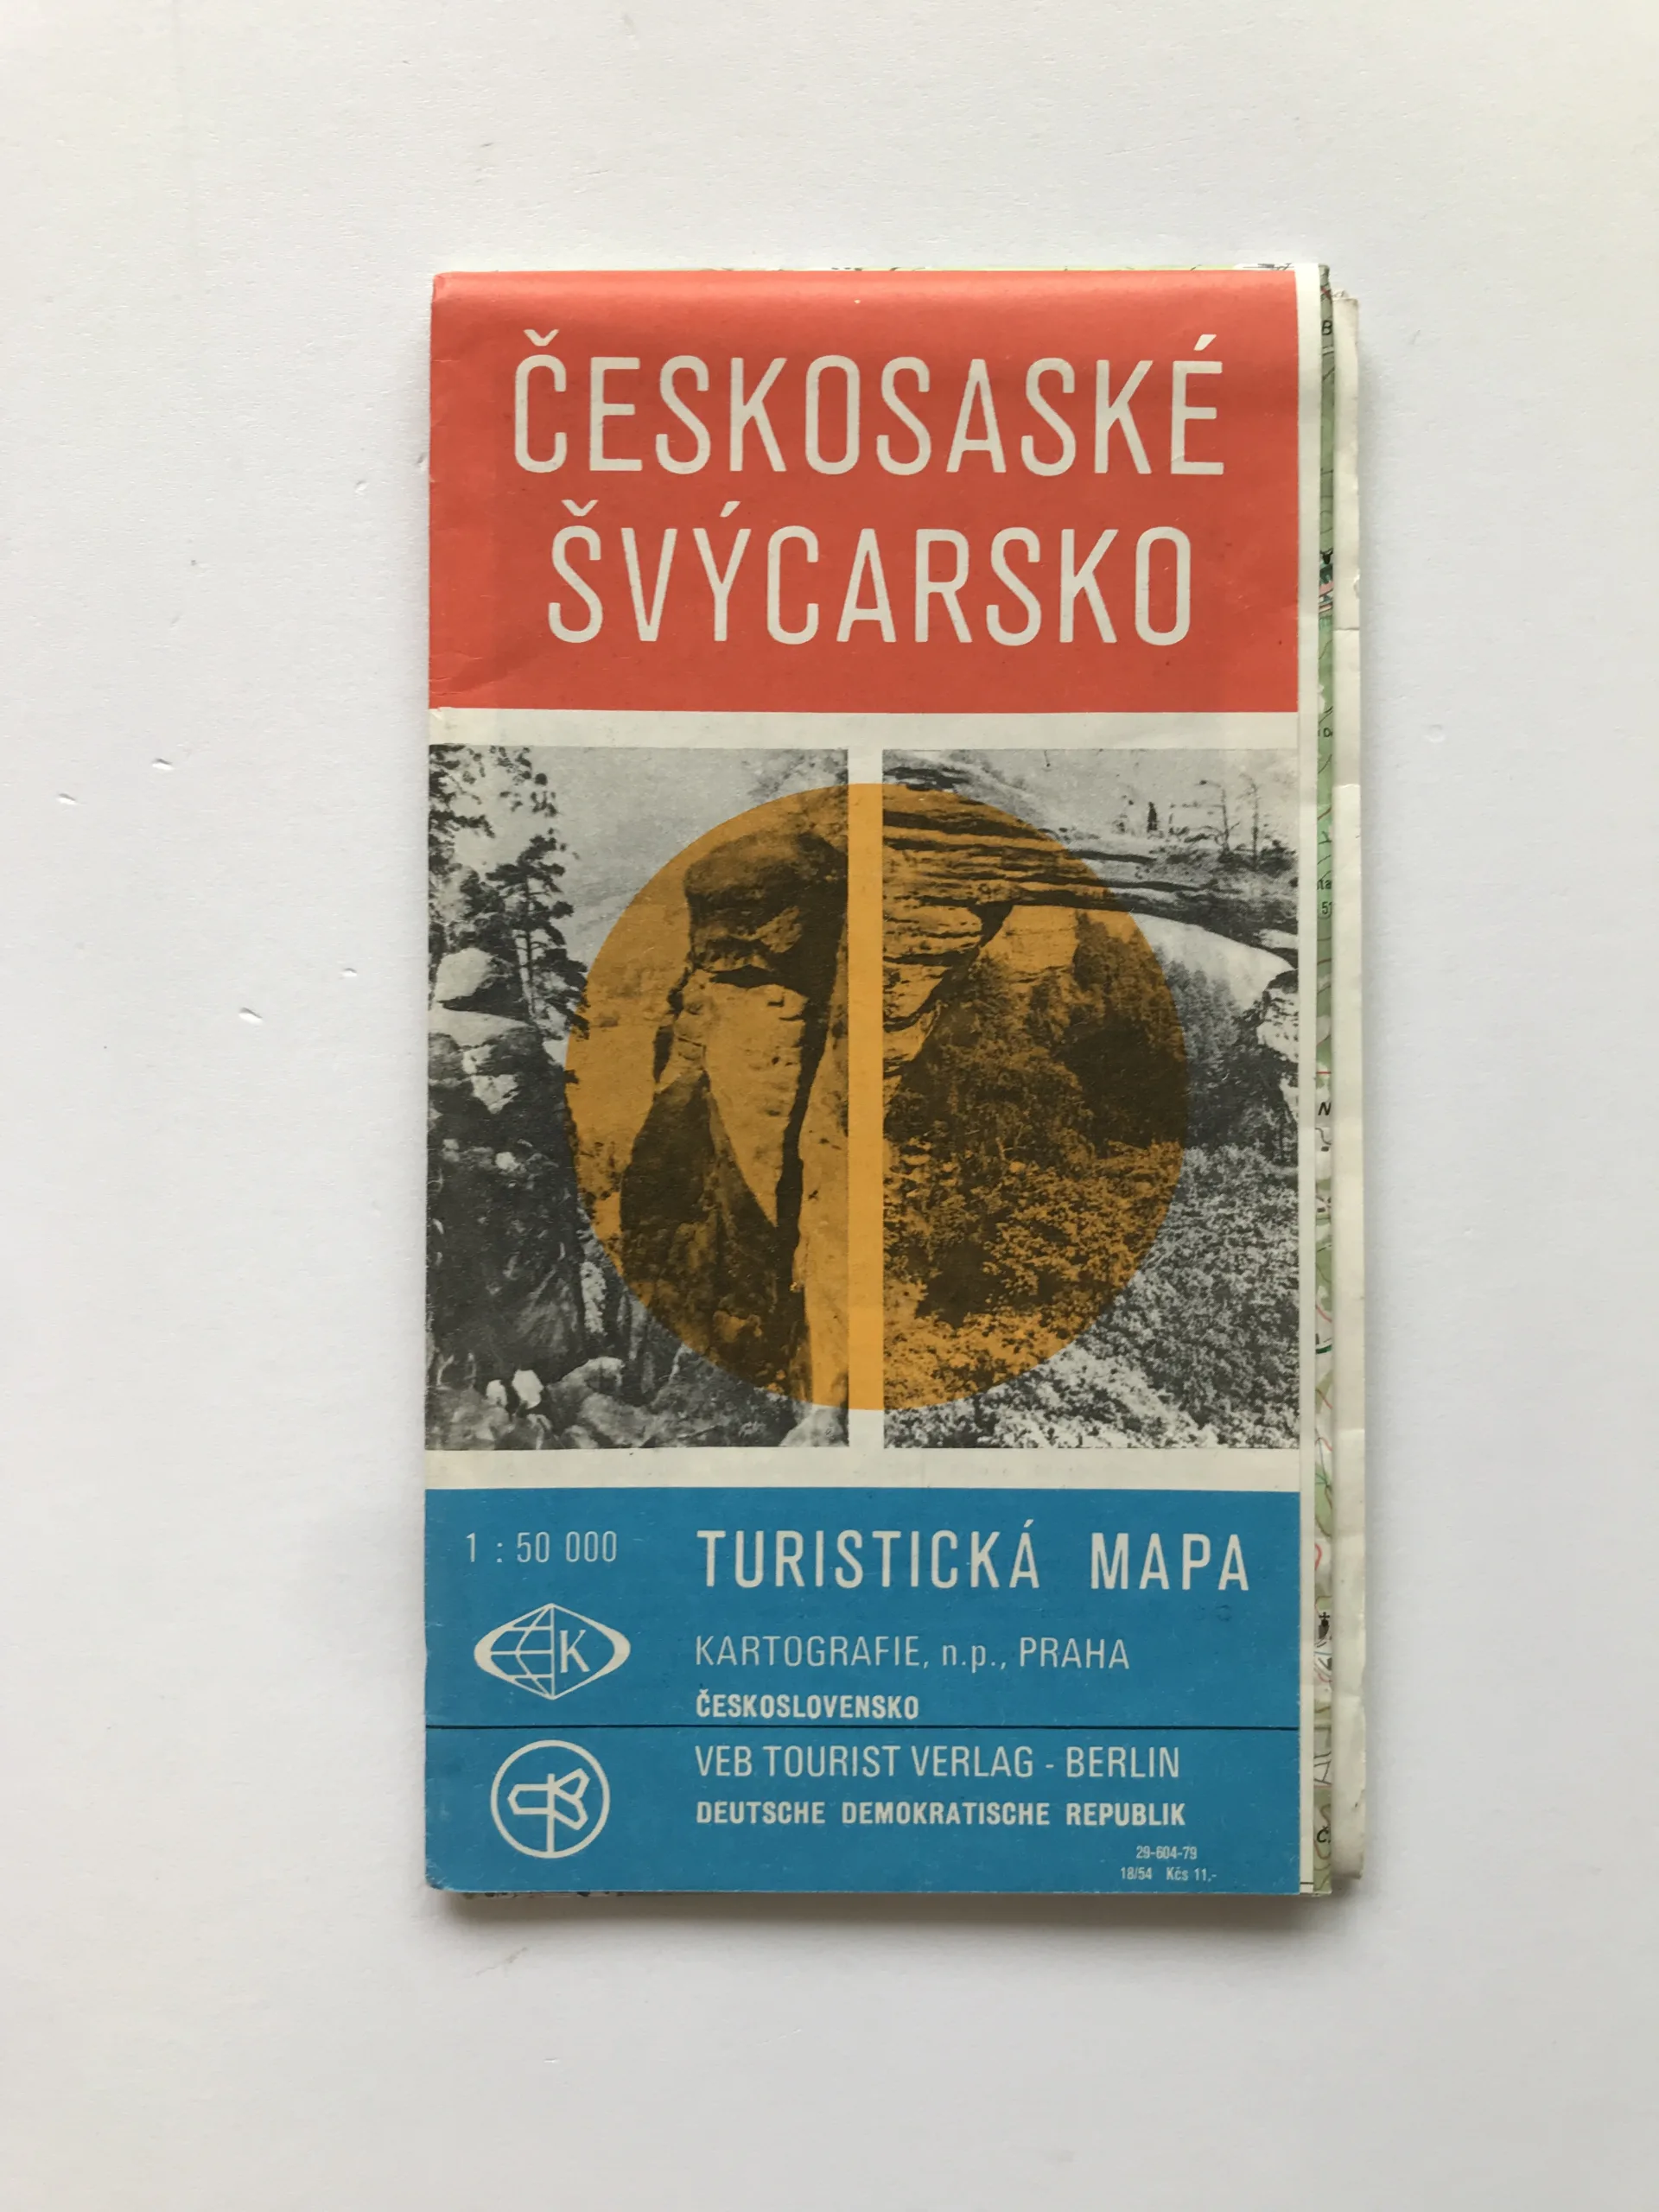 ČESKOSASKÉ
ŠVÝCARSKO
1 : 50 000
TURISTICKÁ MAPA
K
KARTOGRAFIE, n.p., PRAHA
ČESKOSLOVENSKO
VEB TOURIST VERLAG - BERLIN
DEUTSCHE DEMOKRATISCHE REPUBLIK
29-604-79
18/54 Kčs 11,-